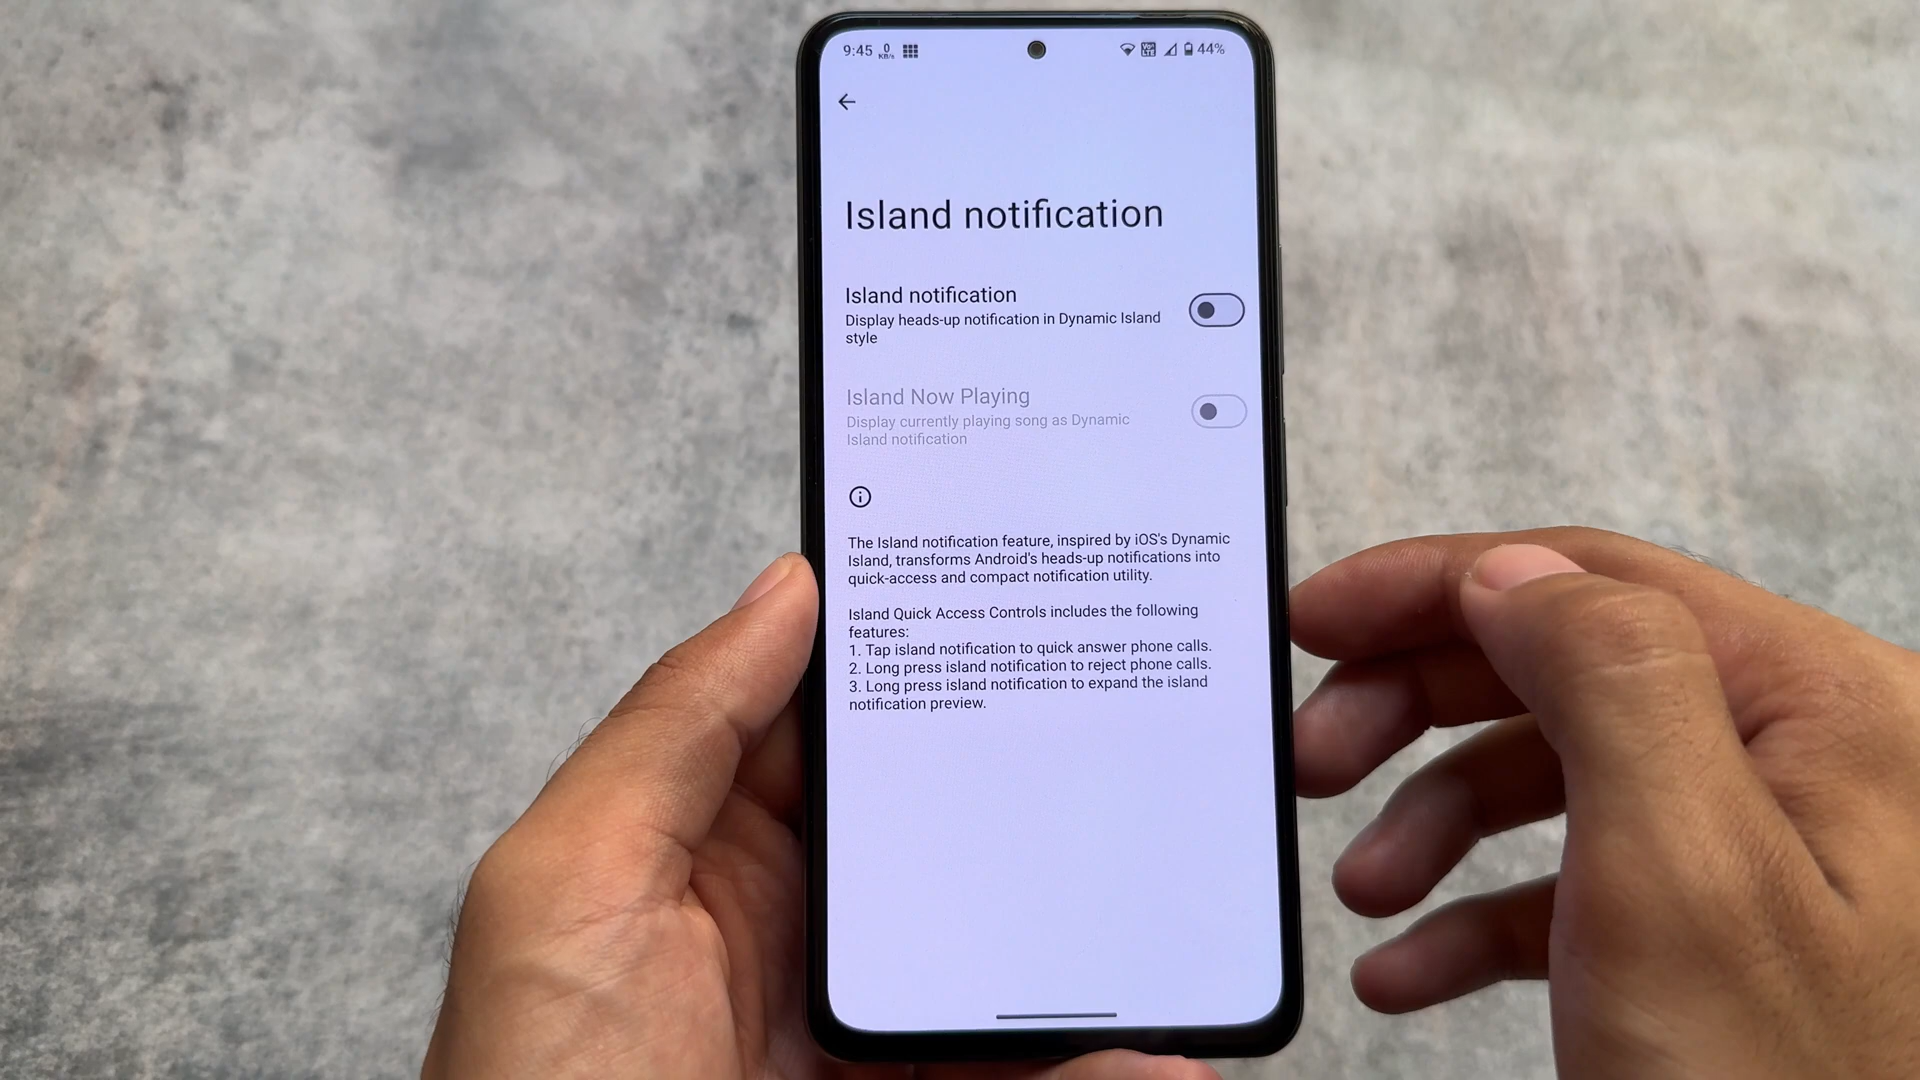 9:45 0 KB/s VoLTE 44%
Island notification
Island notification
Display heads-up notification in Dynamic Island
style
Island Now Playing
Display currently playing song as Dynamic
Island notification
The Island notification feature, inspired by iOS's Dynamic
Island, transforms Android's heads-up notifications into
quick-access and compact notification utility.
Island Quick Access Controls includes the following
features:
1. Tap island notification to quick answer phone calls.
2. Long press island notification to reject phone calls.
3. Long press island notification to expand the island
notification preview.